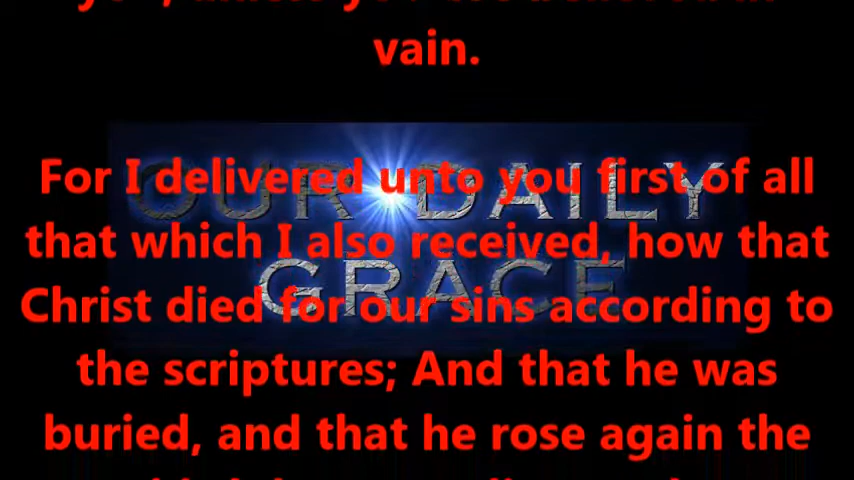 vain.
For I delivered unto you first of all
that which I also received, how that
Christ died for our sins according to
the scriptures; And that he was
buried, and that he rose again the
OUR DAILY
GRACE